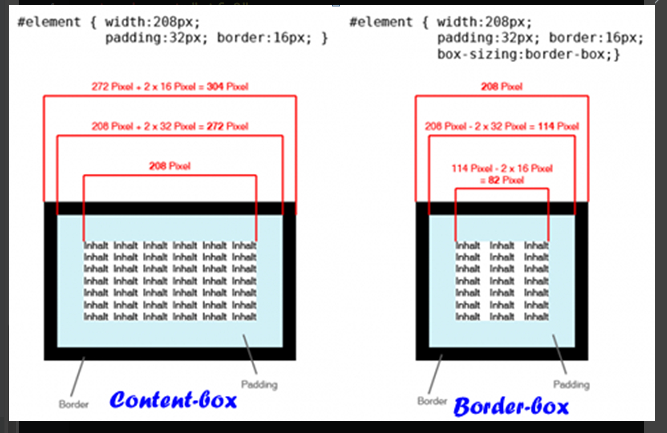 #element { width:208px;
padding:32px; border:16px; }
272 Pixel + 2 x 16 Pixel = 304 Pixel
208 Pixel + 2 x 32 Pixel = 272 Pixel
208 Pixel
Inhalt Inhalt Inhalt Inhalt Inhalt Inhalt
Inhalt Inhalt Inhalt Inhalt Inhalt Inhalt
Inhalt Inhalt Inhalt Inhalt Inhalt Inhalt
Inhalt Inhalt Inhalt Inhalt Inhalt Inhalt
Inhalt Inhalt Inhalt Inhalt Inhalt Inhalt
Inhalt Inhalt Inhalt Inhalt Inhalt Inhalt
Inhalt Inhalt Inhalt Inhalt Inhalt Inhalt
Padding
Border
Content-box
#element { width:208px;
padding:32px; border:16px;
box-sizing:border-box;}
208 Pixel
208 Pixel - 2 x 32 Pixel = 114 Pixel
114 Pixel - 2 x 16 Pixel
= 82 Pixel
Inhalt Inhalt Inhalt
Inhalt Inhalt Inhalt
Inhalt Inhalt Inhalt
Inhalt Inhalt Inhalt
Inhalt Inhalt Inhalt
Inhalt Inhalt Inhalt
Inhalt Inhalt Inhalt
Padding
Border
Border-box